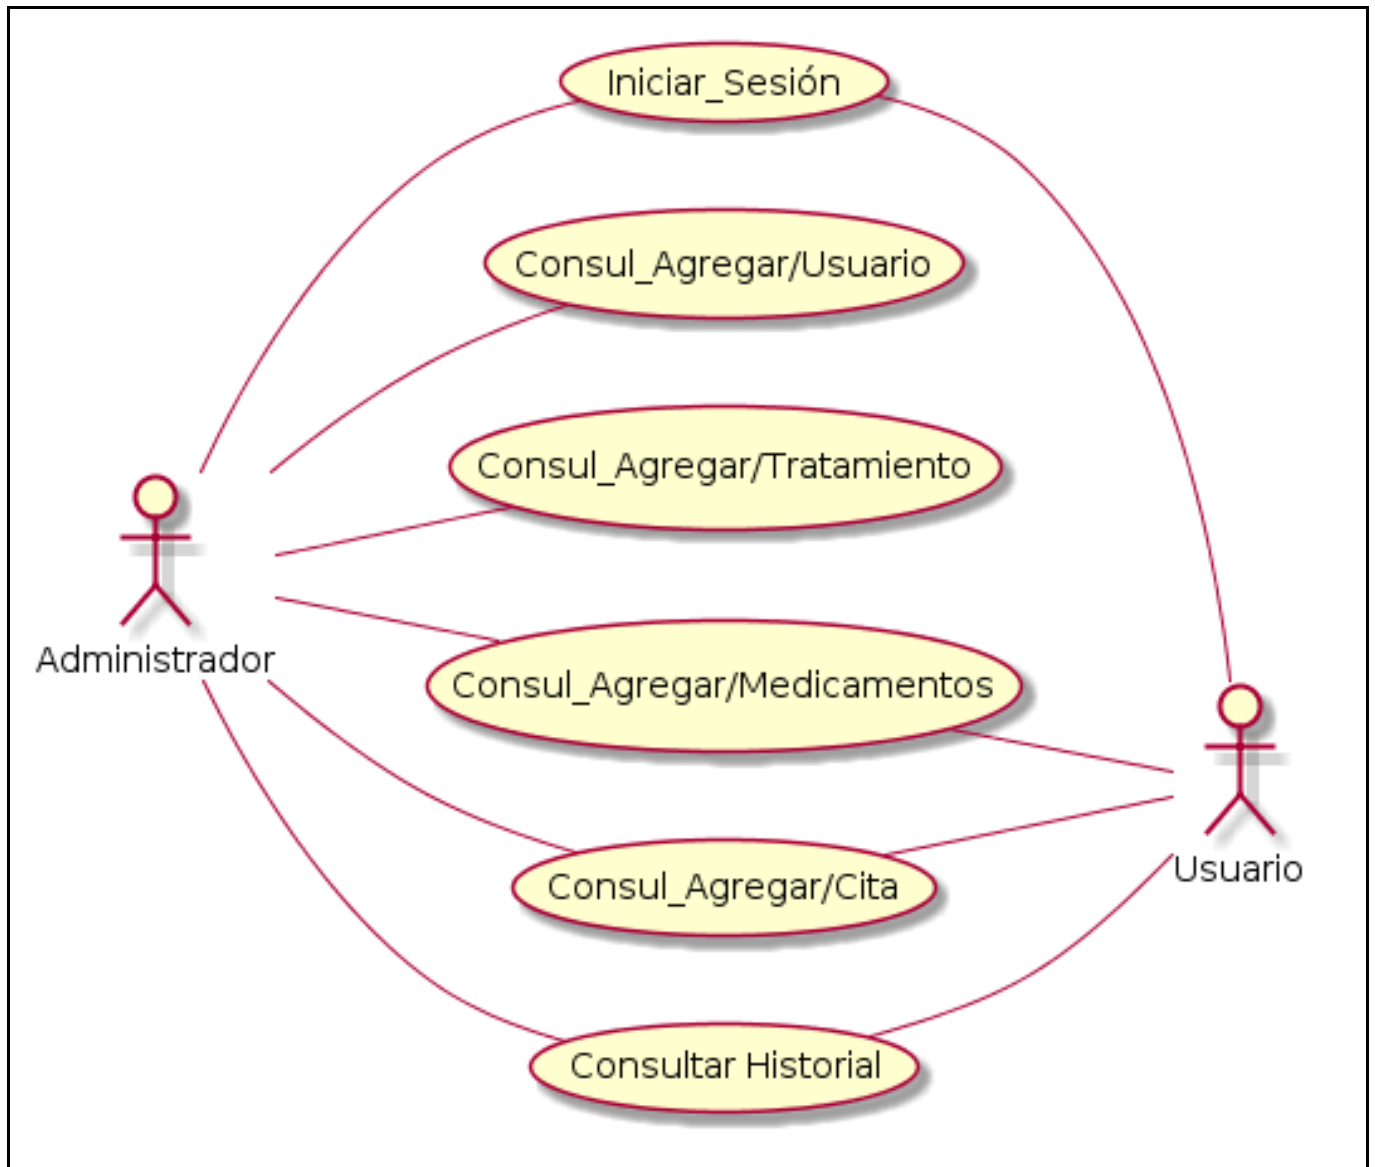 Iniciar_Sesión
Consul_Agregar/Usuario
Consul_Agregar/Tratamiento
Administrador
Consul_Agregar/Medicamentos
Usuario
Consul_Agregar/Cita
Consultar Historial